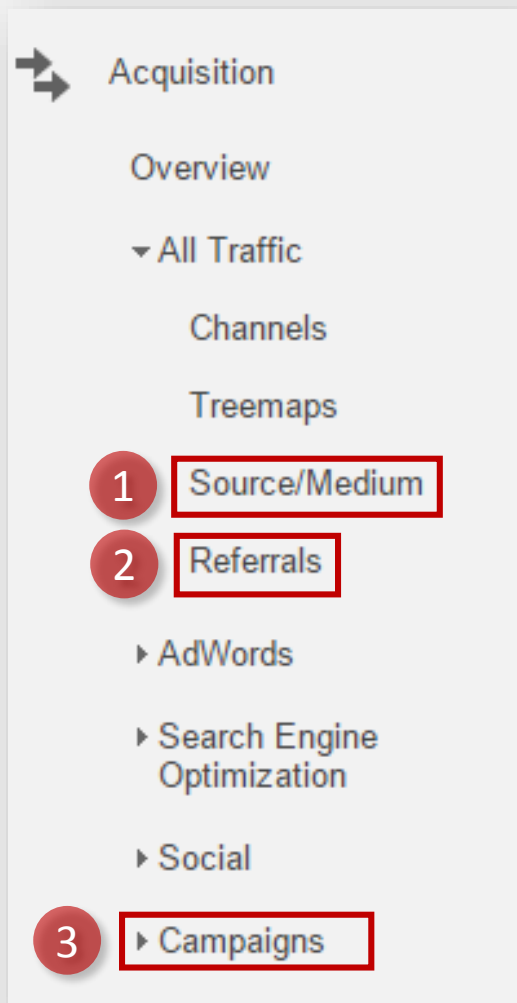 Acquisition
Overview
All Traffic
Channels
Treemaps
1 Source/Medium
2 Referrals
AdWords
Search Engine
Optimization
Social
3 Campaigns